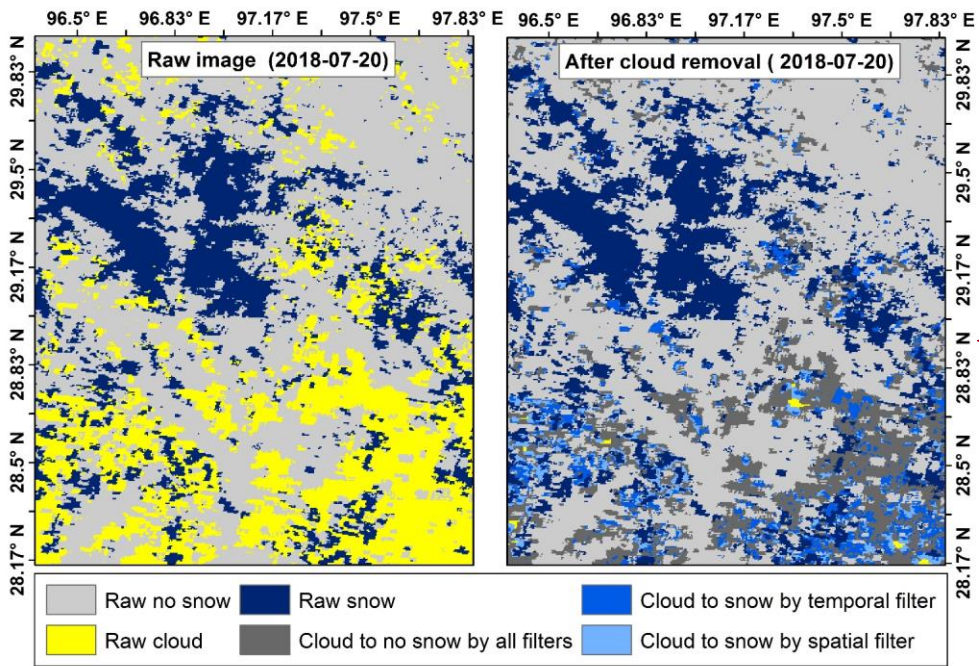 96.5° E 96.83° E 97.17° E 97.5° E 97.83° E
96.5° E 96.83° E 97.17° E 97.5° E 97.83° E
Raw image (2018-07-20)
After cloud removal ( 2018-07-20)
29.83° N
29.5° N
29.17° N
28.83° N
28.5° N
28.17° N
29.83° N
29.5° N
29.17° N
28.83° N
28.5° N
28.17° N
Raw no snow
Raw snow
Cloud to snow by temporal filter
Raw cloud
Cloud to no snow by all filters
Cloud to snow by spatial filter